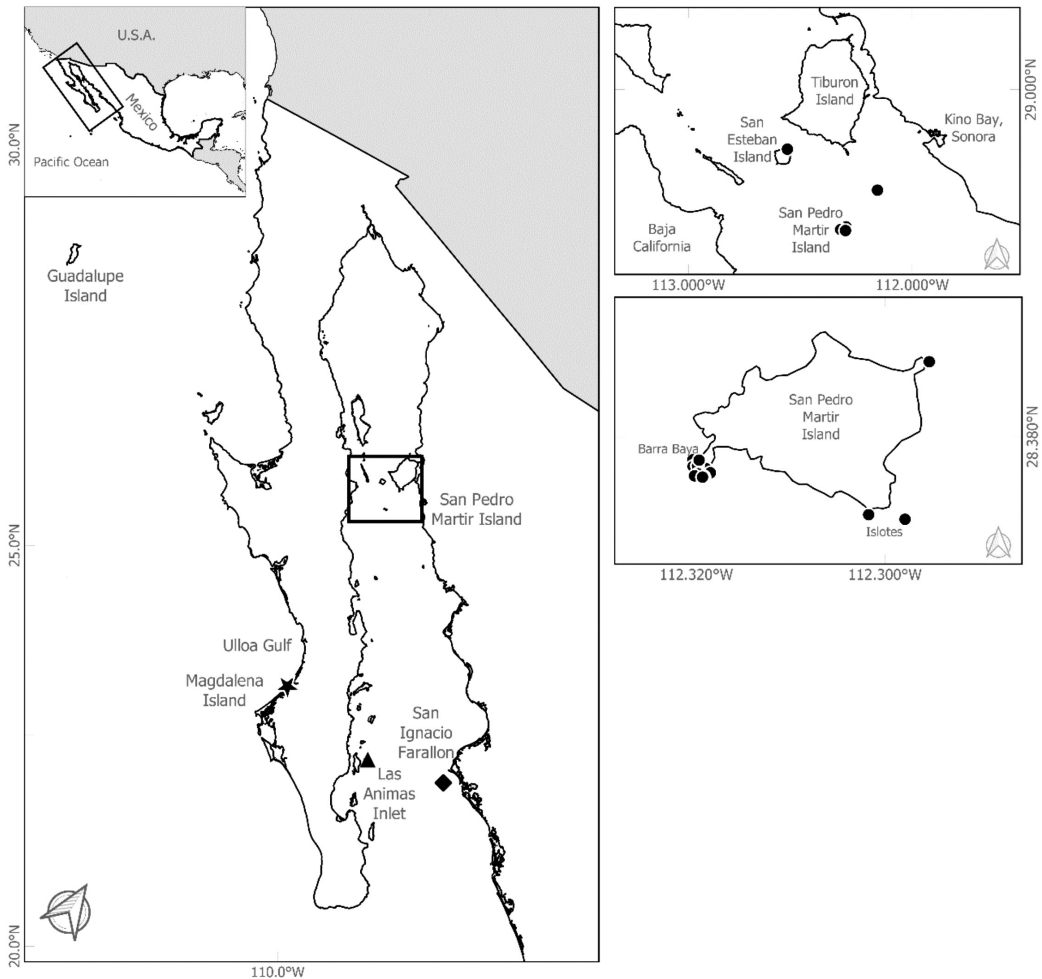 U.S.A.
Mexico
Pacific Ocean
30.0°N
Guadalupe
Island
San Pedro
Martir Island
25.0°N
Ulloa Gulf
Magdalena
Island
San
Ignacio
Farallon
Las
Animas
Inlet
20.0°N
110.0°W
Tiburon
Island
29.000°N
San
Esteban
Island
Kino Bay,
Sonora
San Pedro
Martir
Island
Baja
California
113.000°W
112.000°W
San Pedro
Martir
Island
28.380°N
Barra Baya
Islotes
112.320°W
112.300°W